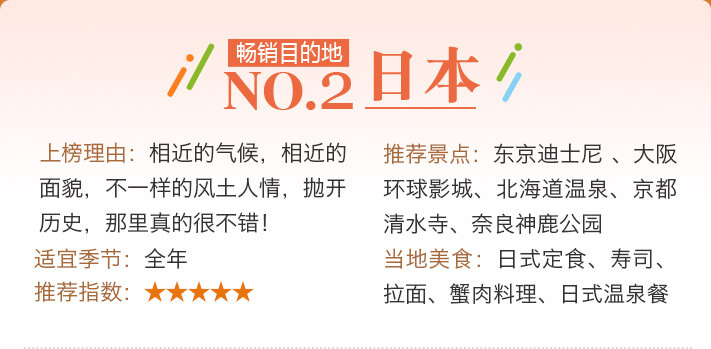 畅销目的地
NO.2 日本
上榜理由：相近的气候，相近的
面貌，不一样的风土人情，抛开
历史，那里真的很不错！
适宜季节：全年
推荐指数：★★★★★
推荐景点：东京迪士尼 、大阪
环球影城、北海道温泉、京都
清水寺、奈良神鹿公园
当地美食：日式定食、寿司、
拉面、蟹肉料理、日式温泉餐